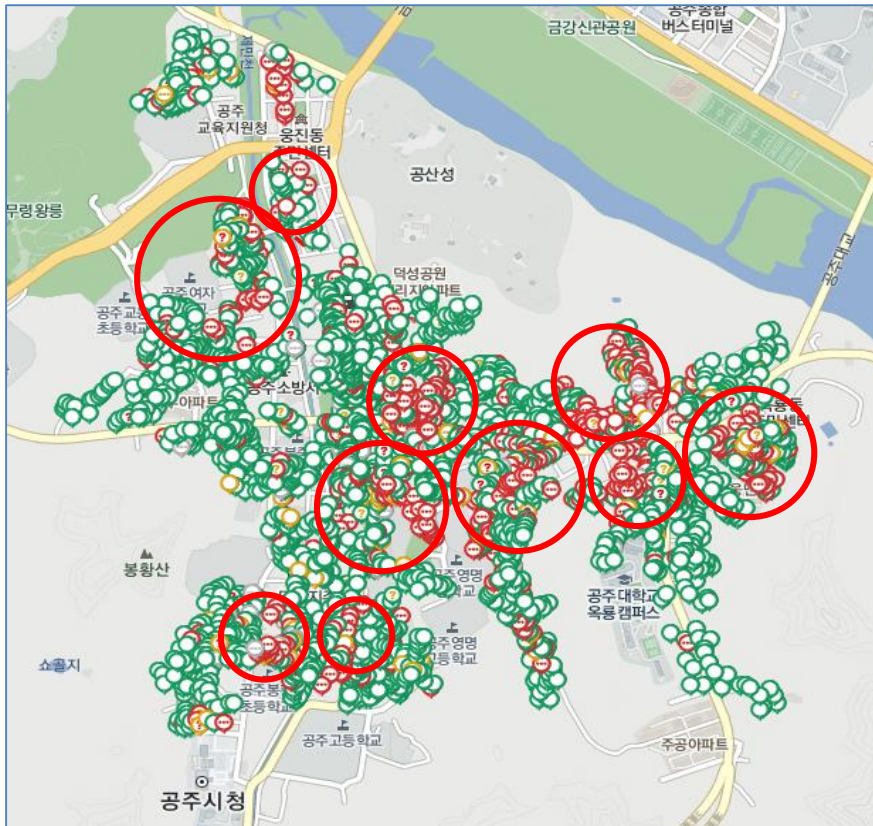 공주종합
버스터미널
금강신관공원
제민천
공주
교육지원청
웅진동
공산성
무령왕릉
공주대교
덕성공원
공주여자
초등학교
공주소방서
봉황산
공주영명
공주대학교
옥룡캠퍼스
공주영명
고등학교
쇼골지
초등학교
공주고등학교
주공아파트
공주시청